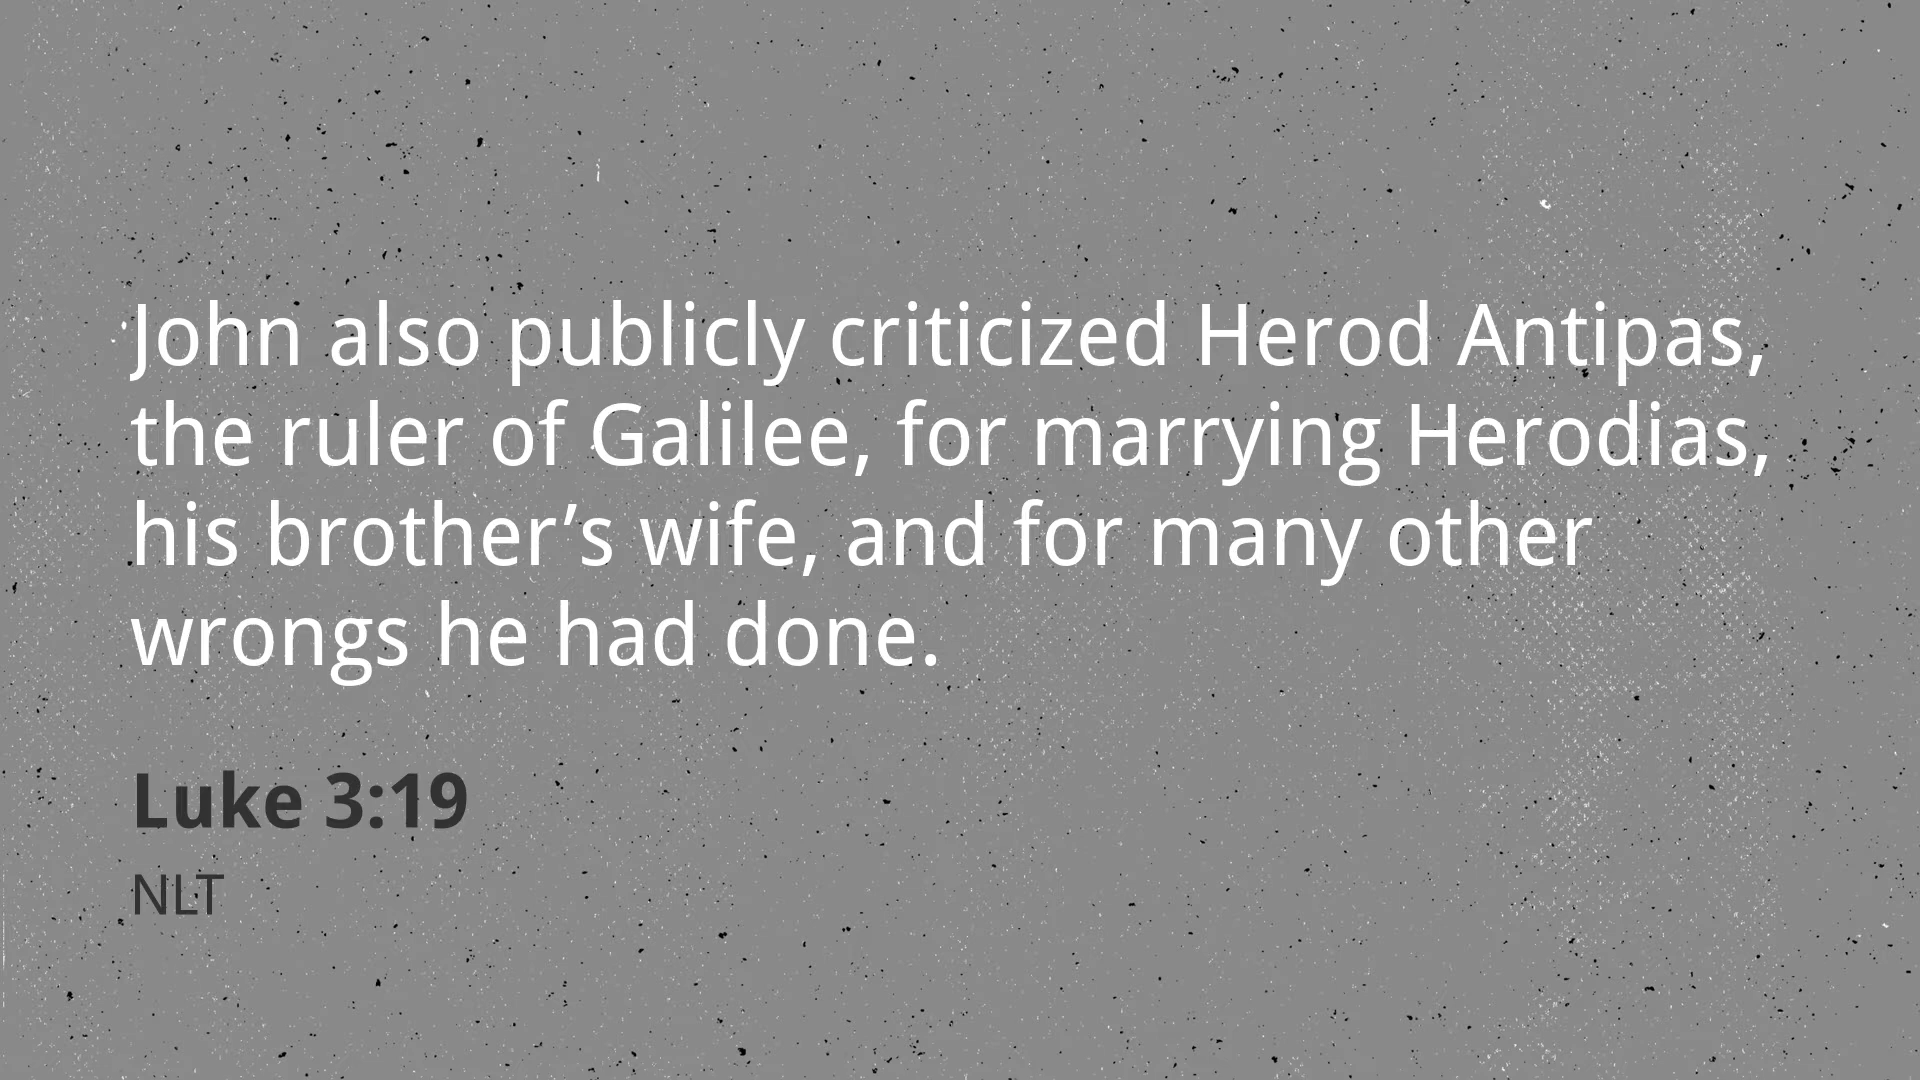 John also publicly criticized Herod Antipas,
the ruler of Galilee, for marrying Herodias,
his brother’s wife, and for many other
wrongs he had done.
Luke 3:19
NLT